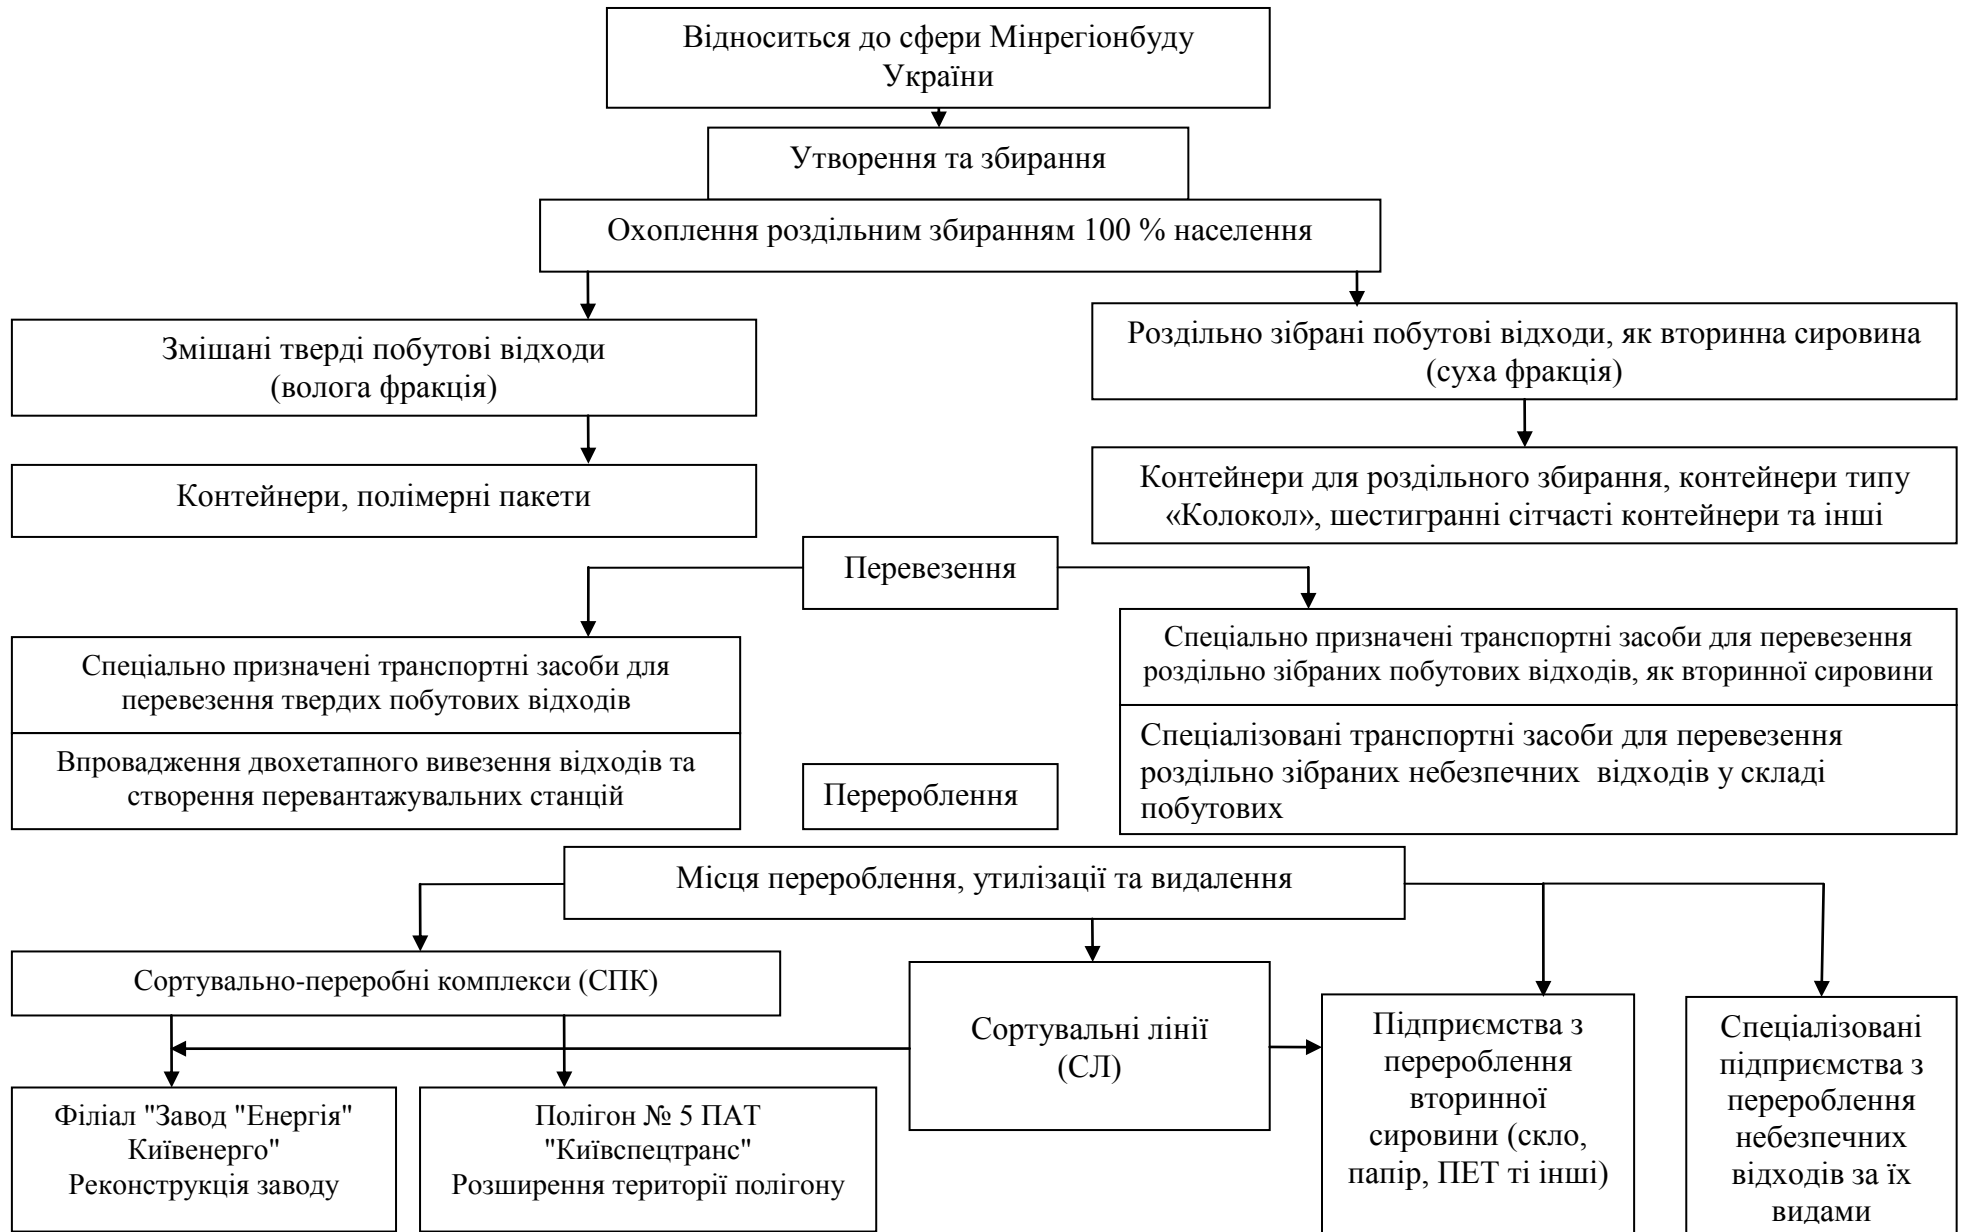 Відноситься до сфери Мінрегіонбуду
України
Утворення та збирання
Охоплення роздільним збиранням 100 % населення
Змішані тверді побутові відходи
(волога фракція)
Роздільно зібрані побутові відходи, як вторинна сировина
(суха фракція)
Контейнери, полімерні пакети
Контейнери для роздільного збирання, контейнери типу
«Колокол», шестигранні сітчасті контейнери та інші
Перевезення
Спеціально призначені транспортні засоби для
перевезення твердих побутових відходів
Впровадження двохетапного вивезення відходів та
створення перевантажувальних станцій
Спеціально призначені транспортні засоби для перевезення
роздільно зібраних побутових відходів, як вторинної сировини
Спеціалізовані транспортні засоби для перевезення
роздільно зібраних небезпечних відходів у складі
побутових
Перероблення
Місця перероблення, утилізації та видалення
Сортувально-переробні комплекси (СПК)
Сортувальні лінії
(СЛ)
Філіал "Завод "Енергія"
Київенерго"
Реконструкція заводу
Полігон № 5 ПАТ
"Київспецтранс"
Розширення території полігону
Підприємства з
перероблення
вторинної
сировини (скло,
папір, ПЕТ ті інші)
Спеціалізовані
підприємства з
перероблення
небезпечних
відходів за їх
видами